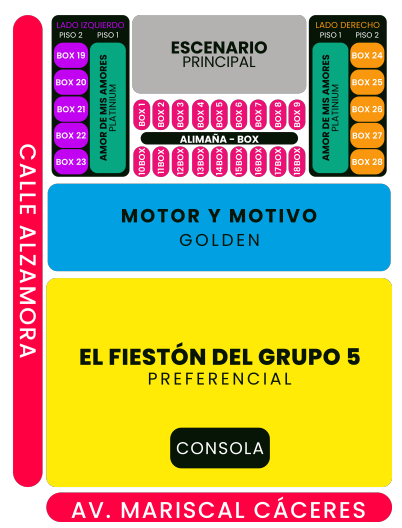 LADO IZQUIERDO
PISO 2 PISO 1
BOX 19
BOX 20
BOX 21
BOX 22
BOX 23
AMOR DE MIS AMORES
PLATINIUM
ESCENARIO
PRINCIPAL
BOX 1
BOX 2
BOX 3
BOX 4
BOX 5
BOX 6
BOX 7
BOX 8
BOX 9
ALIMAÑA - BOX
10BOX
11BOX
12BOX
13BOX
14BOX
15BOX
16BOX
17BOX
18BOX
LADO DERECHO
PISO 1 PISO 2
AMOR DE MIS AMORES
PLATINIUM
BOX 24
BOX 25
BOX 26
BOX 27
BOX 28
CALLE ALZAMORA
MOTOR Y MOTIVO
GOLDEN
EL FIESTÓN DEL GRUPO 5
PREFERENCIAL
CONSOLA
AV. MARISCAL CÁCERES